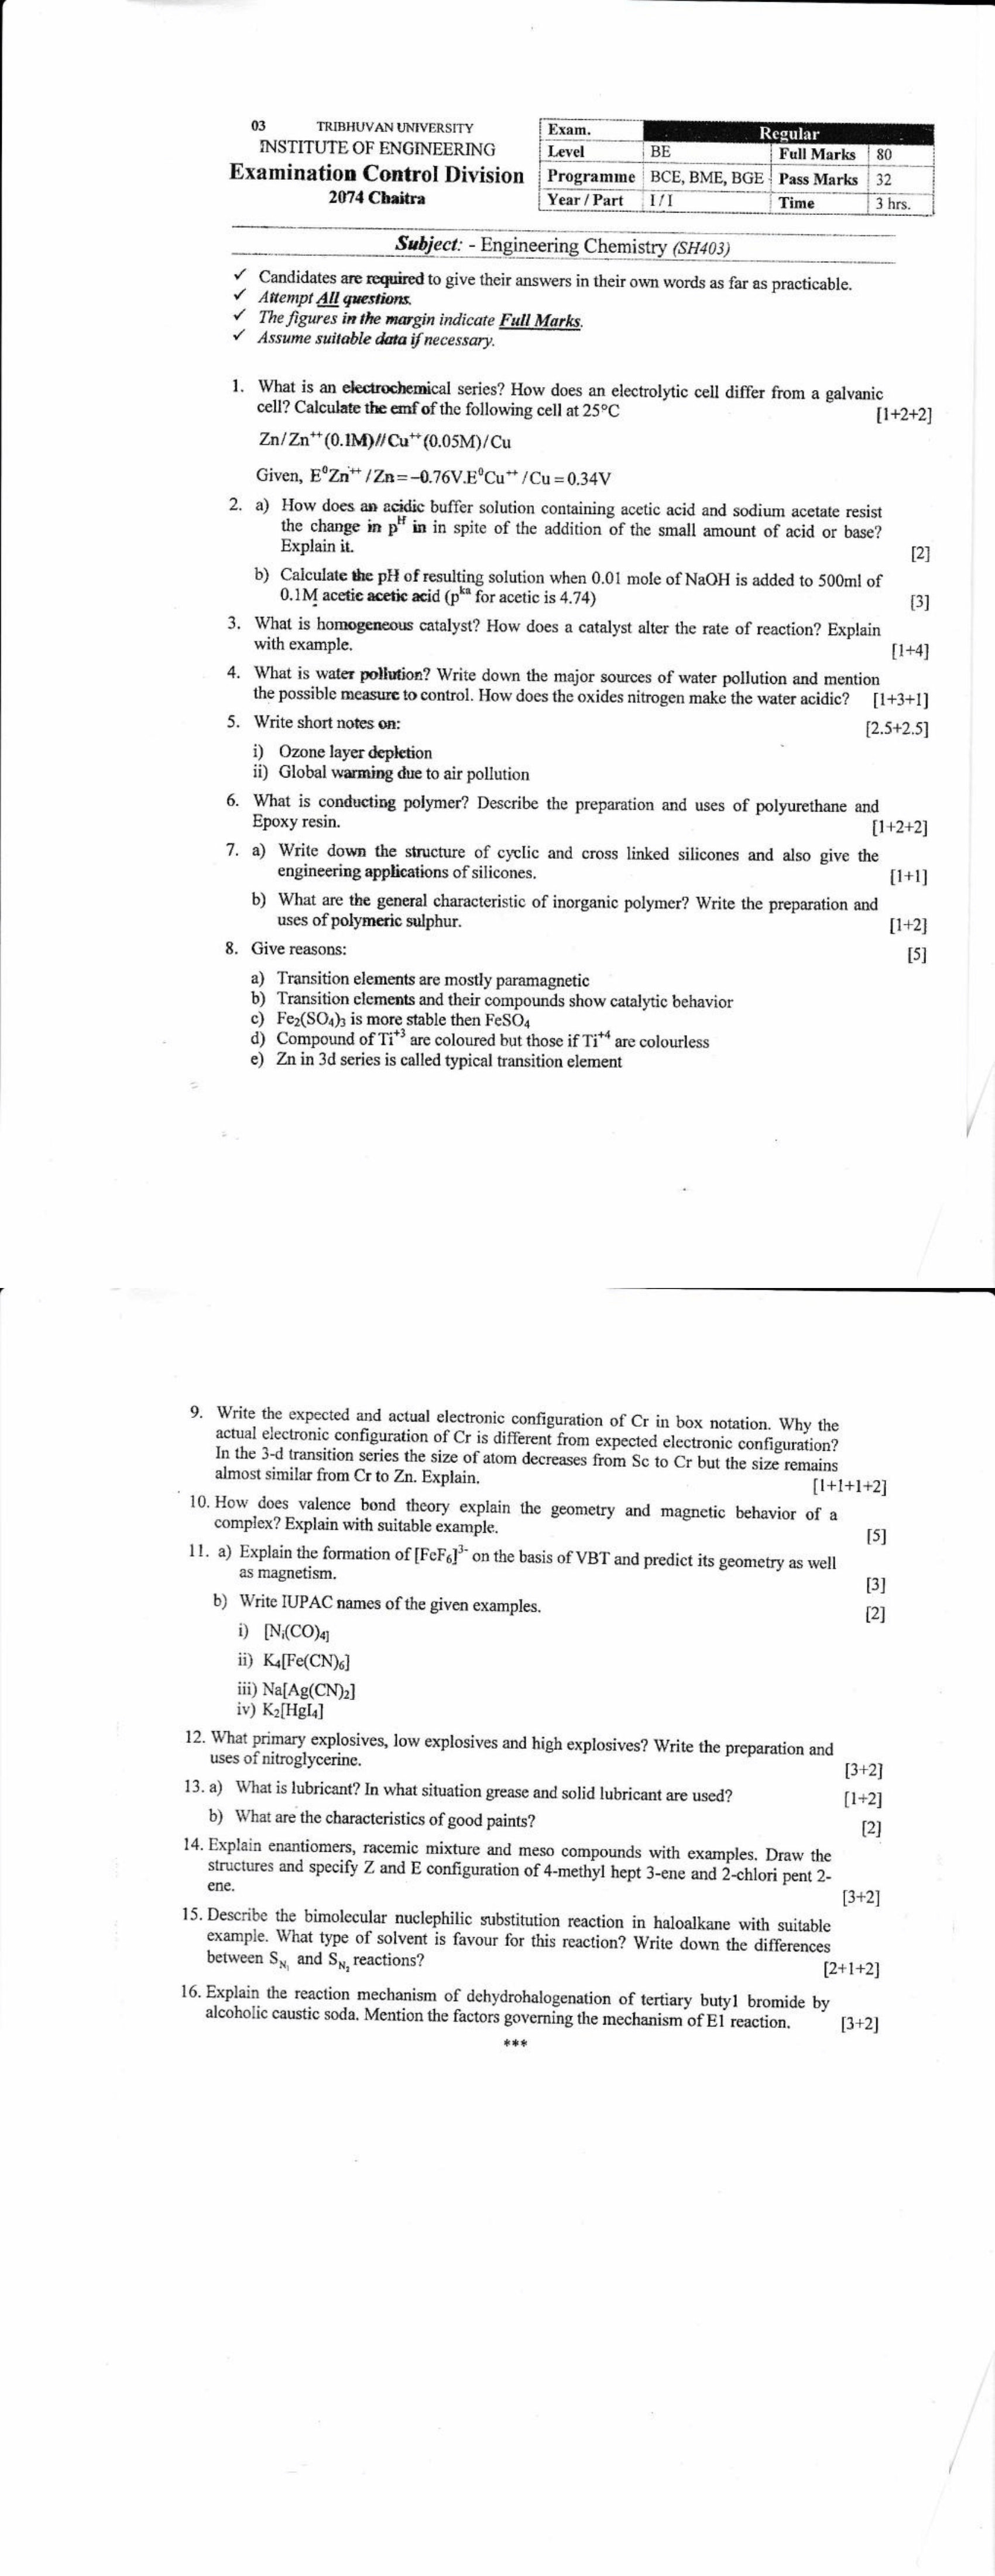 03 TRIBHUVAN UNIVERSITY
INSTITUTE OF ENGINEERING
Examination Control Division
2074 Chaitra
Exam. Regular
Level BE Full Marks 80
Programme BCE, BME, BGE Pass Marks 32
Year / Part I / I Time 3 hrs.
Subject: - Engineering Chemistry (SH403)
✓ Candidates are required to give their answers in their own words as far as practicable.
✓ Attempt All questions.
✓ The figures in the margin indicate Full Marks.
✓ Assume suitable data if necessary.
1. What is an electrochemical series? How does an electrolytic cell differ from a galvanic
cell? Calculate the emf of the following cell at 25°C [1+2+2]
Zn/Zn⁺⁺(0.1M)//Cu⁺⁺(0.05M)/Cu
Given, E⁰Zn⁺⁺ /Zn=−0.76V.E⁰Cu⁺⁺ /Cu = 0.34V
2. a) How does an acidic buffer solution containing acetic acid and sodium acetate resist
the change in pᴴ in in spite of the addition of the small amount of acid or base?
Explain it. [2]
b) Calculate the pH of resulting solution when 0.01 mole of NaOH is added to 500ml of
0.1M acetic acetic acid (pᵏᵃ for acetic is 4.74) [3]
3. What is homogeneous catalyst? How does a catalyst alter the rate of reaction? Explain
with example. [1+4]
4. What is water pollution? Write down the major sources of water pollution and mention
the possible measure to control. How does the oxides nitrogen make the water acidic? [1+3+1]
5. Write short notes on: [2.5+2.5]
i) Ozone layer depletion
ii) Global warming due to air pollution
6. What is conducting polymer? Describe the preparation and uses of polyurethane and
Epoxy resin. [1+2+2]
7. a) Write down the structure of cyclic and cross linked silicones and also give the
engineering applications of silicones. [1+1]
b) What are the general characteristic of inorganic polymer? Write the preparation and
uses of polymeric sulphur. [1+2]
8. Give reasons: [5]
a) Transition elements are mostly paramagnetic
b) Transition elements and their compounds show catalytic behavior
c) Fe₂(SO₄)₃ is more stable then FeSO₄
d) Compound of Ti⁺³ are coloured but those if Ti⁺⁴ are colourless
e) Zn in 3d series is called typical transition element
9. Write the expected and actual electronic configuration of Cr in box notation. Why the
actual electronic configuration of Cr is different from expected electronic configuration?
In the 3-d transition series the size of atom decreases from Sc to Cr but the size remains
almost similar from Cr to Zn. Explain. [1+1+1+2]
10. How does valence bond theory explain the geometry and magnetic behavior of a
complex? Explain with suitable example. [5]
11. a) Explain the formation of [FeF₆]³⁻ on the basis of VBT and predict its geometry as well
as magnetism. [3]
b) Write IUPAC names of the given examples. [2]
i) [Nᵢ(CO)₄]
ii) K₄[Fe(CN)₆]
iii) Na[Ag(CN)₂]
iv) K₂[HgI₄]
12. What primary explosives, low explosives and high explosives? Write the preparation and
uses of nitroglycerine. [3+2]
13. a) What is lubricant? In what situation grease and solid lubricant are used? [1+2]
b) What are the characteristics of good paints? [2]
14. Explain enantiomers, racemic mixture and meso compounds with examples. Draw the
structures and specify Z and E configuration of 4-methyl hept 3-ene and 2-chlori pent 2-
ene. [3+2]
15. Describe the bimolecular nuclephilic substitution reaction in haloalkane with suitable
example. What type of solvent is favour for this reaction? Write down the differences
between S_N₁ and S_N₂ reactions? [2+1+2]
16. Explain the reaction mechanism of dehydrohalogenation of tertiary butyl bromide by
alcoholic caustic soda. Mention the factors governing the mechanism of E1 reaction. [3+2]
***